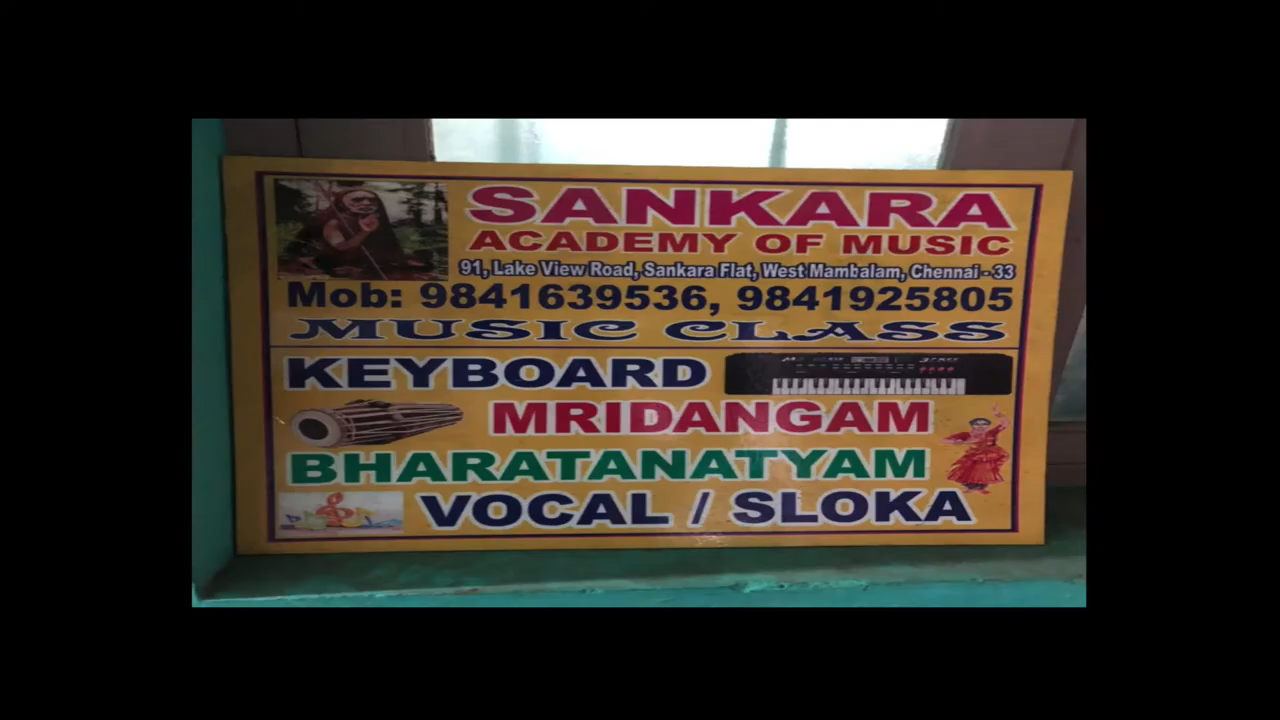 SANKARA
ACADEMY OF MUSIC
91, Lake View Road, Sankara Flat, West Mambalam, Chennai - 33
Mob: 9841639536, 9841925805
MUSIC CLASS
KEYBOARD
MRIDANGAM
BHARATANATYAM
VOCAL / SLOKA